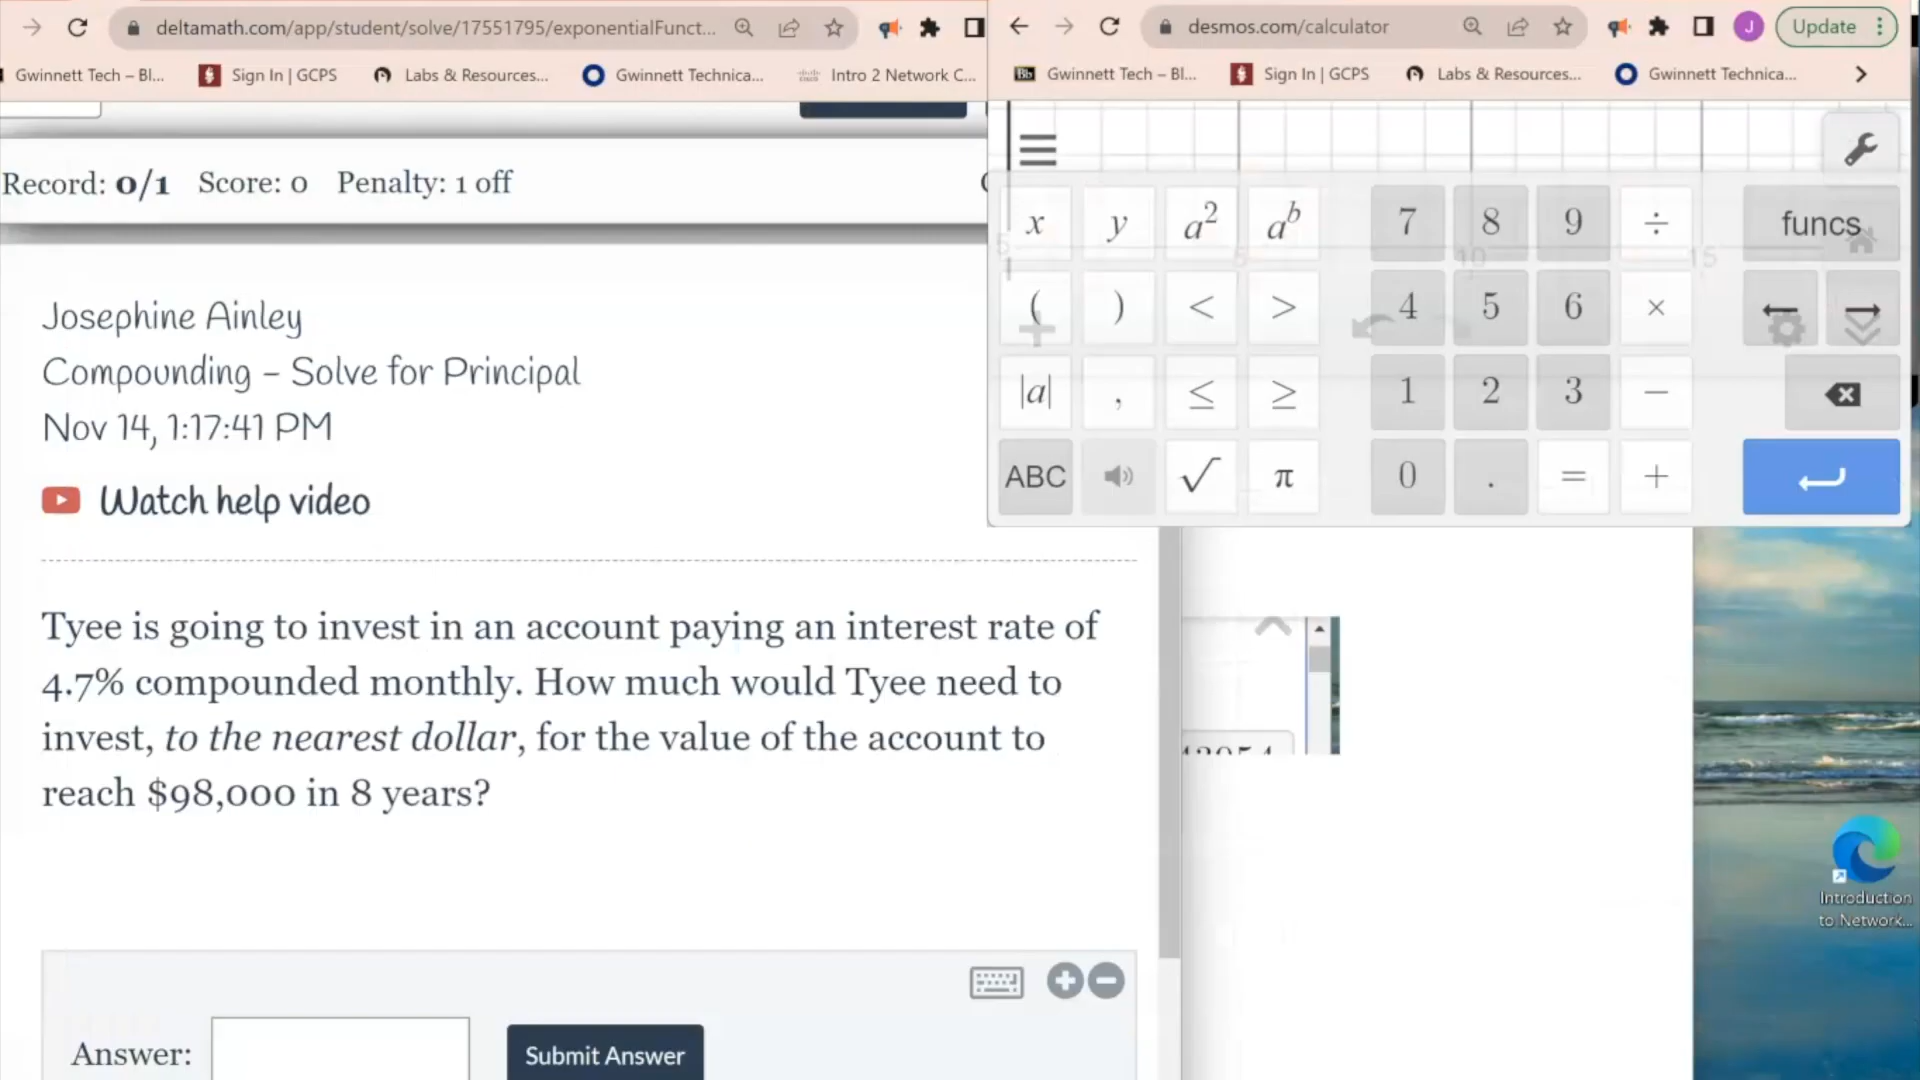 deltamath.com/app/student/solve/17551795/exponentialFunct...
Gwinnett Tech – Bl...
Sign In | GCPS
Labs & Resources...
Gwinnett Technica...
Intro 2 Network C...
desmos.com/calculator
J
Update
Bb
Gwinnett Tech – Bl...
Sign In | GCPS
Labs & Resources...
Gwinnett Technica...
Record: 0/1 Score: 0 Penalty: 1 off
x y a² a^b 7 8 9 ÷ funcs
5 10 15
( ) < > 4 5 6 ×
|a| , ≤ ≥ 1 2 3 −
ABC √ π 0 . = +
Josephine Ainley
Compounding – Solve for Principal
Nov 14, 1:17:41 PM
Watch help video
Tyee is going to invest in an account paying an interest rate of
4.7% compounded monthly. How much would Tyee need to
invest, to the nearest dollar, for the value of the account to
reach $98,000 in 8 years?
Introduction
to Network...
Answer:
Submit Answer